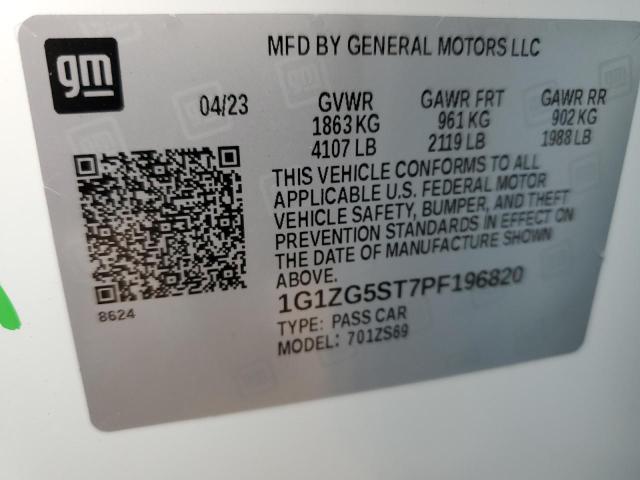 gm
MFD BY GENERAL MOTORS LLC
04/23 GVWR GAWR FRT GAWR RR
1863 KG 961 KG 902 KG
4107 LB 2119 LB 1988 LB
THIS VEHICLE CONFORMS TO ALL
APPLICABLE U.S. FEDERAL MOTOR
VEHICLE SAFETY, BUMPER, AND THEFT
PREVENTION STANDARDS IN EFFECT ON
THE DATE OF MANUFACTURE SHOWN
ABOVE.
1G1ZG5ST7PF196820
8624
TYPE: PASS CAR
MODEL: 701ZS69